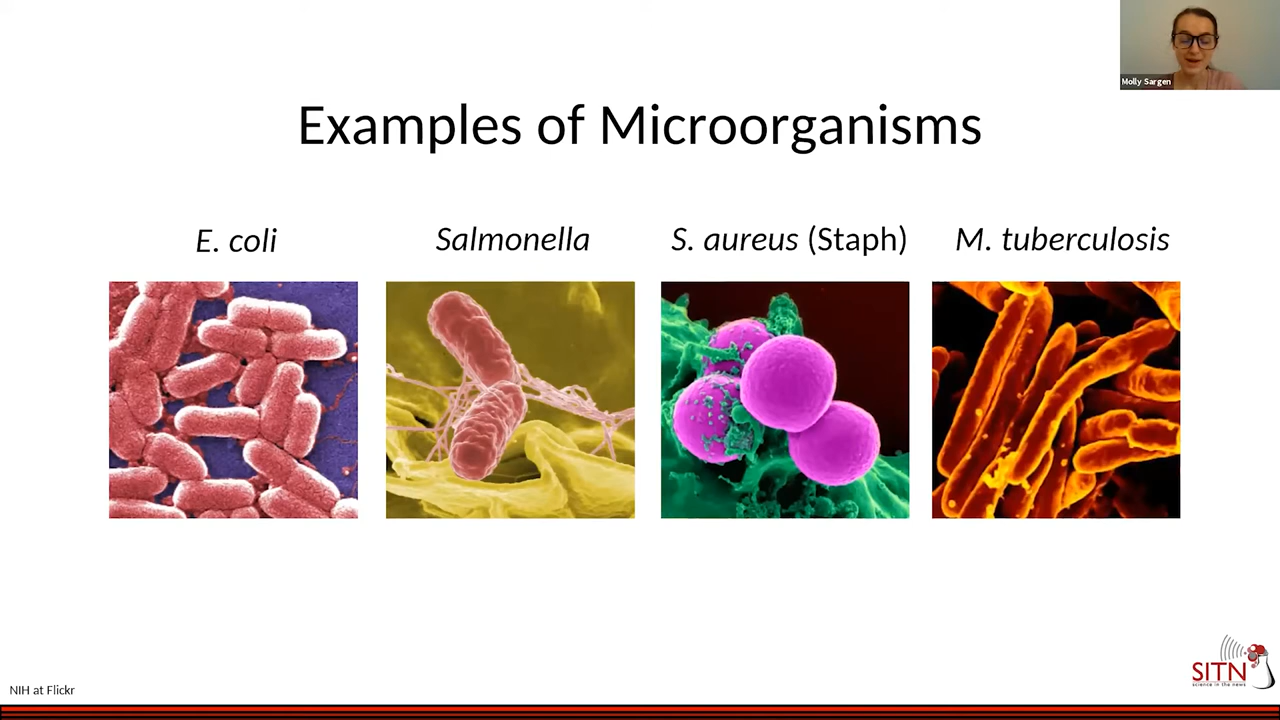 Molly Sargen
Examples of Microorganisms
E. coli
Salmonella
S. aureus (Staph)
M. tuberculosis
SITN
science in the news
NIH at Flickr